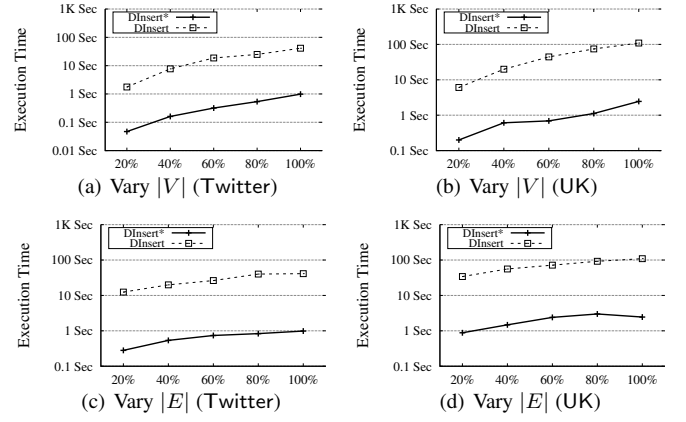 1K Sec
100 Sec
10 Sec
1 Sec
0.1 Sec
0.01 Sec
Execution Time
DInsert*
DInsert
20% 40% 60% 80% 100%
(a) Vary |V| (Twitter)
1K Sec
100 Sec
10 Sec
1 Sec
0.1 Sec
Execution Time
DInsert*
DInsert
20% 40% 60% 80% 100%
(b) Vary |V| (UK)
1K Sec
100 Sec
10 Sec
1 Sec
0.1 Sec
Execution Time
DInsert*
DInsert
20% 40% 60% 80% 100%
(c) Vary |E| (Twitter)
1K Sec
100 Sec
10 Sec
1 Sec
0.1 Sec
Execution Time
DInsert*
DInsert
20% 40% 60% 80% 100%
(d) Vary |E| (UK)